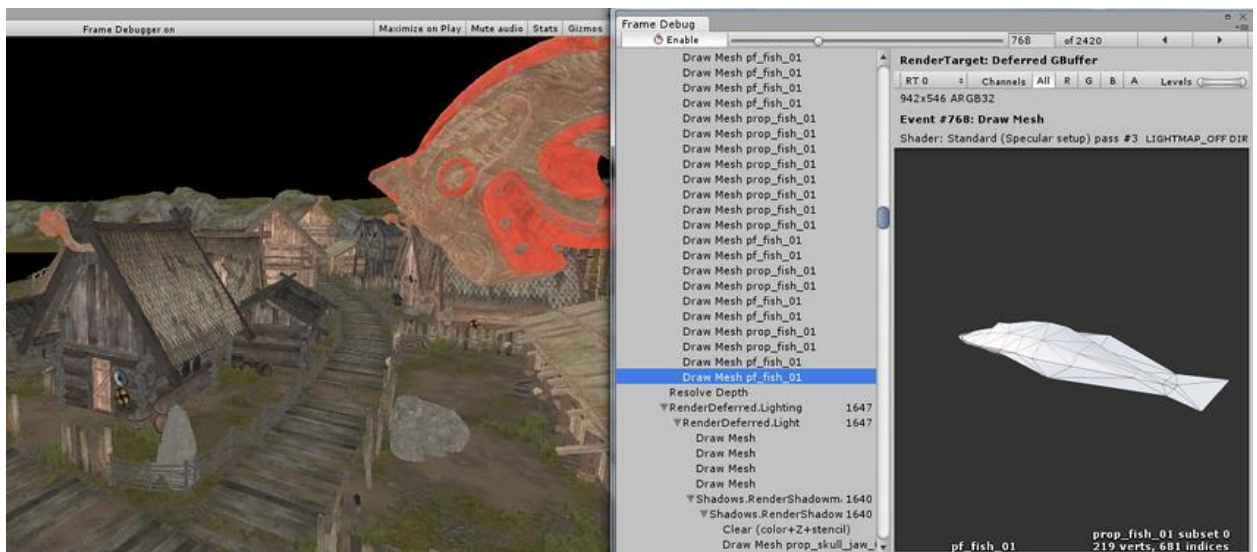 Frame Debugger on
Maximize on Play Mute audio Stats Gizmos
Frame Debug
Enable
768 of 2420
Draw Mesh pf_fish_01
Draw Mesh pf_fish_01
Draw Mesh pf_fish_01
Draw Mesh pf_fish_01
Draw Mesh prop_fish_01
Draw Mesh prop_fish_01
Draw Mesh prop_fish_01
Draw Mesh prop_fish_01
Draw Mesh prop_fish_01
Draw Mesh prop_fish_01
Draw Mesh prop_fish_01
Draw Mesh prop_fish_01
Draw Mesh pf_fish_01
Draw Mesh pf_fish_01
Draw Mesh prop_fish_01
Draw Mesh prop_fish_01
Draw Mesh pf_fish_01
Draw Mesh pf_fish_01
Draw Mesh prop_fish_01
Draw Mesh prop_fish_01
Draw Mesh pf_fish_01
Draw Mesh pf_fish_01
Resolve Depth
RenderDeferred.Lighting 1647
RenderDeferred.Light 1647
Draw Mesh
Draw Mesh
Draw Mesh
Draw Mesh
Shadows.RenderShadowm 1640
Shadows.RenderShadow 1640
Clear (color+Z+stencil)
Draw Mesh prop_skull_jaw_
RenderTarget: Deferred GBuffer
RT 0 Channels All R G B A Levels
942x546 ARGB32
Event #768: Draw Mesh
Shader: Standard (Specular setup) pass #3 LIGHTMAP_OFF DIR
pf_fish_01
prop_fish_01 subset 0
219 verts, 681 indices